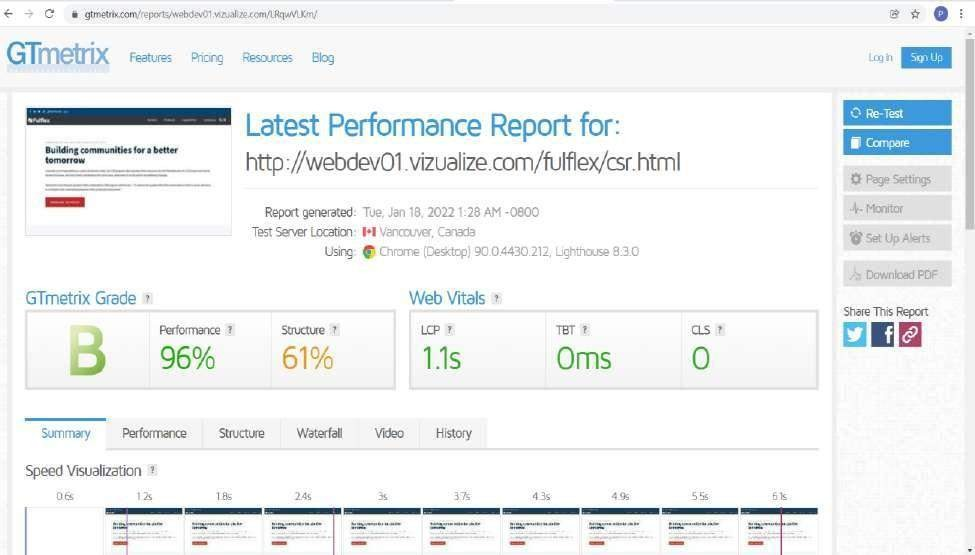 gtmetrix.com/reports/webdev01.vizualize.com/LRqwVLKm/
P
GTmetrix
Features Pricing Resources Blog
Log In Sign Up
Fulflex
Building communities for a better
tomorrow
Latest Performance Report for:
http://webdev01.vizualize.com/fulflex/csr.html
Report generated: Tue, Jan 18, 2022 1:28 AM -0800
Test Server Location: Vancouver, Canada
Using: Chrome (Desktop) 90.0.4430.212, Lighthouse 8.3.0
Re-Test
Compare
Page Settings
Monitor
Set Up Alerts
Download PDF
Share This Report
GTmetrix Grade ?
B
Performance ?
96%
Structure ?
61%
Web Vitals ?
LCP ?
1.1s
TBT ?
0ms
CLS ?
0
Summary Performance Structure Waterfall Video History
Speed Visualization ?
0.6s 1.2s 1.8s 2.4s 3s 3.7s 4.3s 4.9s 5.5s 6.1s